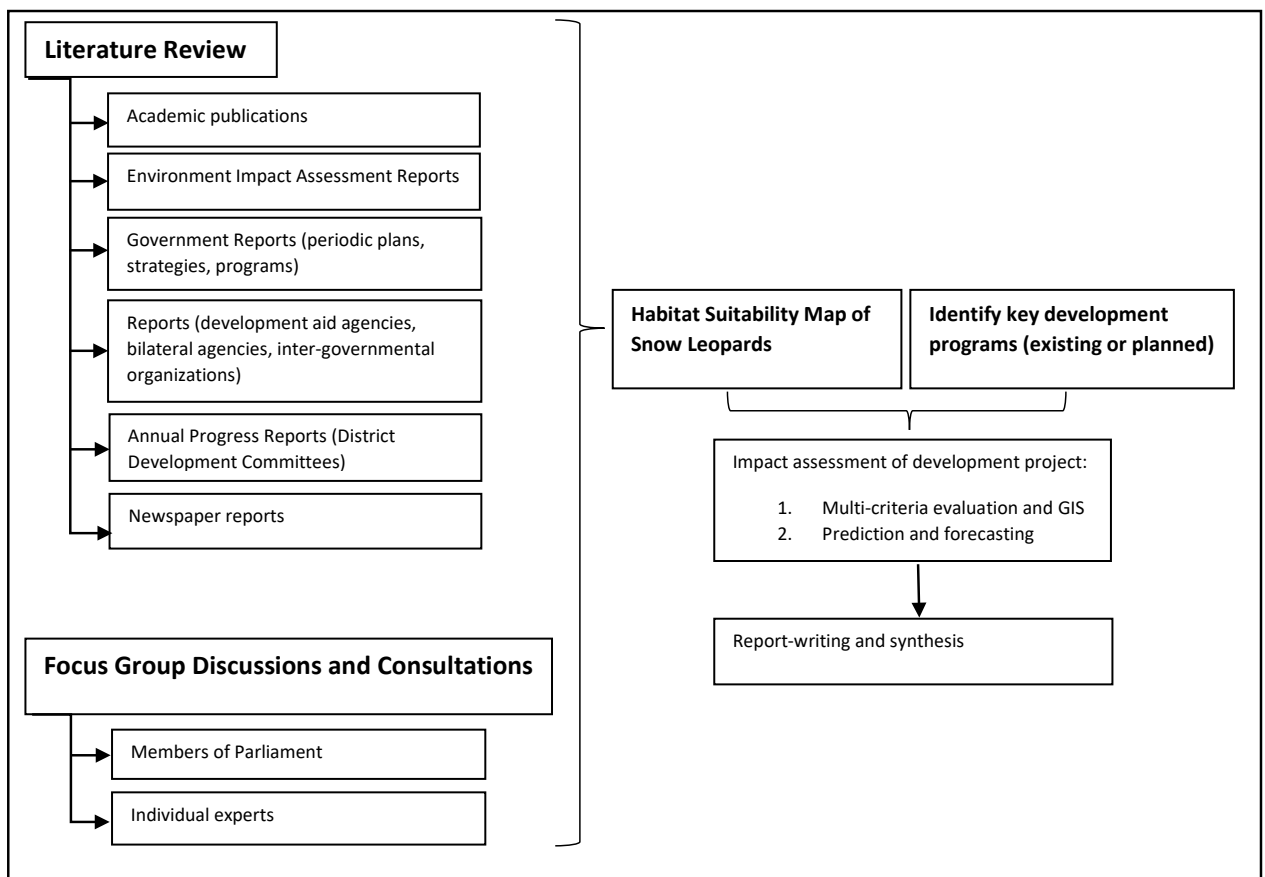 Literature Review
Academic publications
Environment Impact Assessment Reports
Government Reports (periodic plans,
strategies, programs)
Reports (development aid agencies,
bilateral agencies, inter-governmental
organizations)
Annual Progress Reports (District
Development Committees)
Newspaper reports
Focus Group Discussions and Consultations
Members of Parliament
Individual experts
Habitat Suitability Map of
Snow Leopards
Identify key development
programs (existing or planned)
Impact assessment of development project:
1. Multi-criteria evaluation and GIS
2. Prediction and forecasting
Report-writing and synthesis